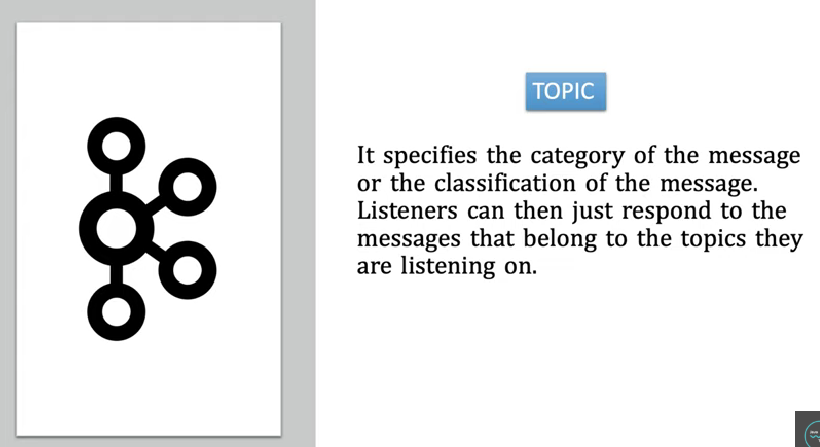 TOPIC
It specifies the category of the message
or the classification of the message.
Listeners can then just respond to the
messages that belong to the topics they
are listening on.